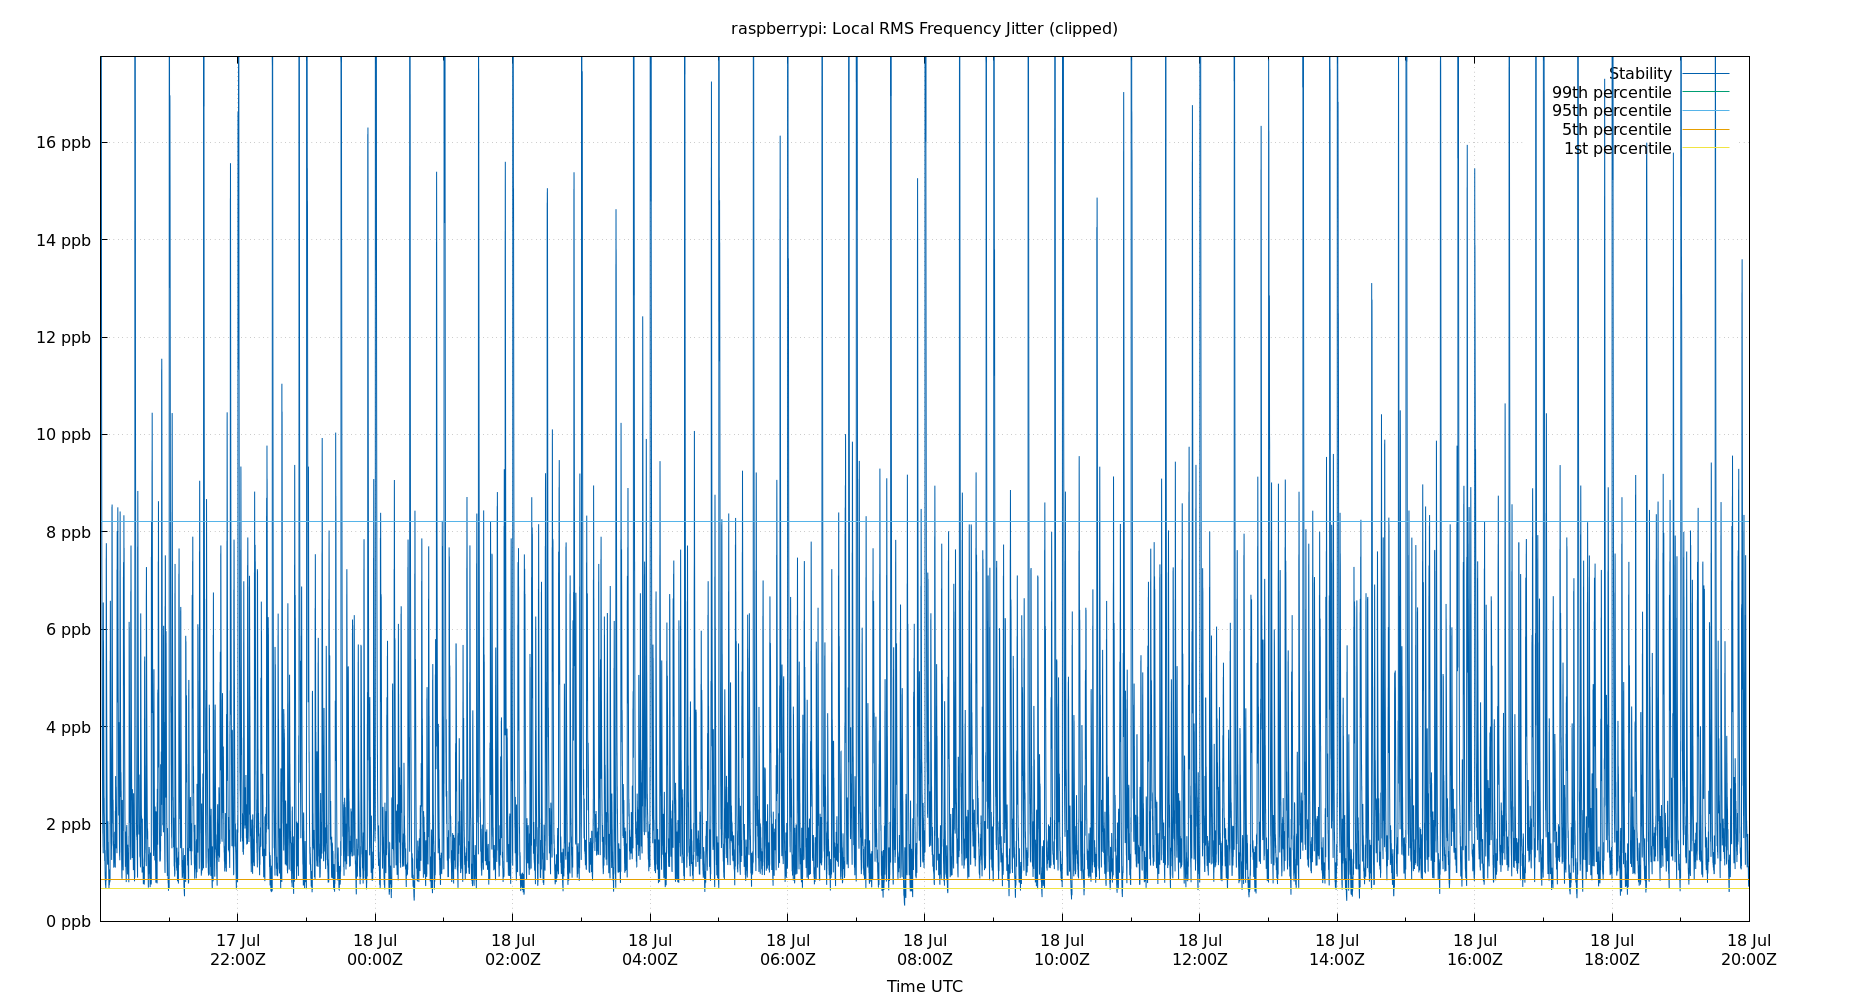 raspberrypi: Local RMS Frequency Jitter (clipped)
Stability
99th percentile
95th percentile
5th percentile
1st percentile
16 ppb
14 ppb
12 ppb
10 ppb
8 ppb
6 ppb
4 ppb
2 ppb
0 ppb
17 Jul 18 Jul 18 Jul 18 Jul 18 Jul 18 Jul 18 Jul 18 Jul 18 Jul 18 Jul 18 Jul 18 Jul
22:00Z 00:00Z 02:00Z 04:00Z 06:00Z 08:00Z 10:00Z 12:00Z 14:00Z 16:00Z 18:00Z 20:00Z
Time UTC